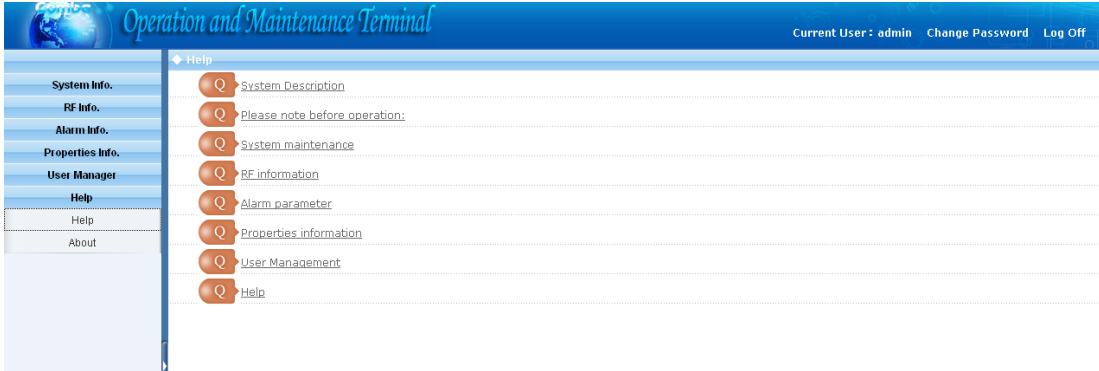 Comba
Operation and Maintenance Terminal
Current User : admin Change Password Log Off
◆ Help
System Info.
RF Info.
Alarm Info.
Properties Info.
User Manager
Help
Help
About
Q System Description
Q Please note before operation:
Q System maintenance
Q RF information
Q Alarm parameter
Q Properties information
Q User Management
Q Help